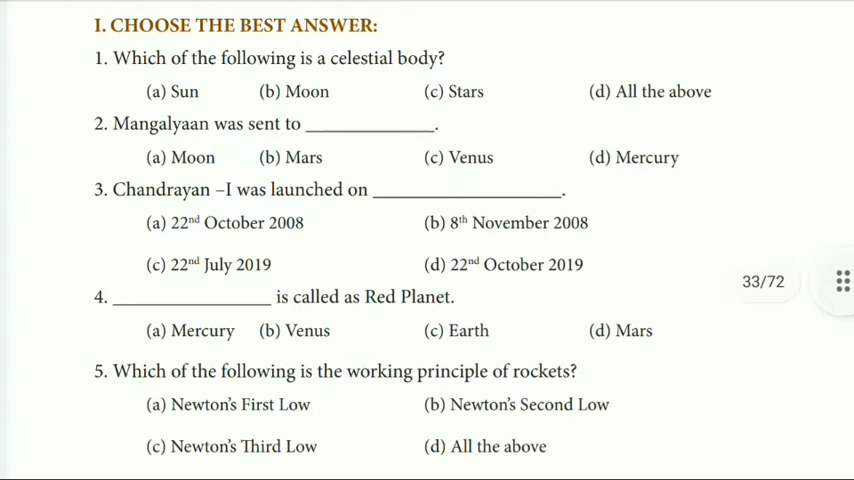 I. CHOOSE THE BEST ANSWER:
1. Which of the following is a celestial body?
(a) Sun (b) Moon (c) Stars (d) All the above
2. Mangalyaan was sent to ______________.
(a) Moon (b) Mars (c) Venus (d) Mercury
3. Chandrayan –I was launched on ____________________.
(a) 22nd October 2008 (b) 8th November 2008
(c) 22nd July 2019 (d) 22nd October 2019
33/72
4. _________________ is called as Red Planet.
(a) Mercury (b) Venus (c) Earth (d) Mars
5. Which of the following is the working principle of rockets?
(a) Newton's First Low (b) Newton's Second Low
(c) Newton's Third Low (d) All the above